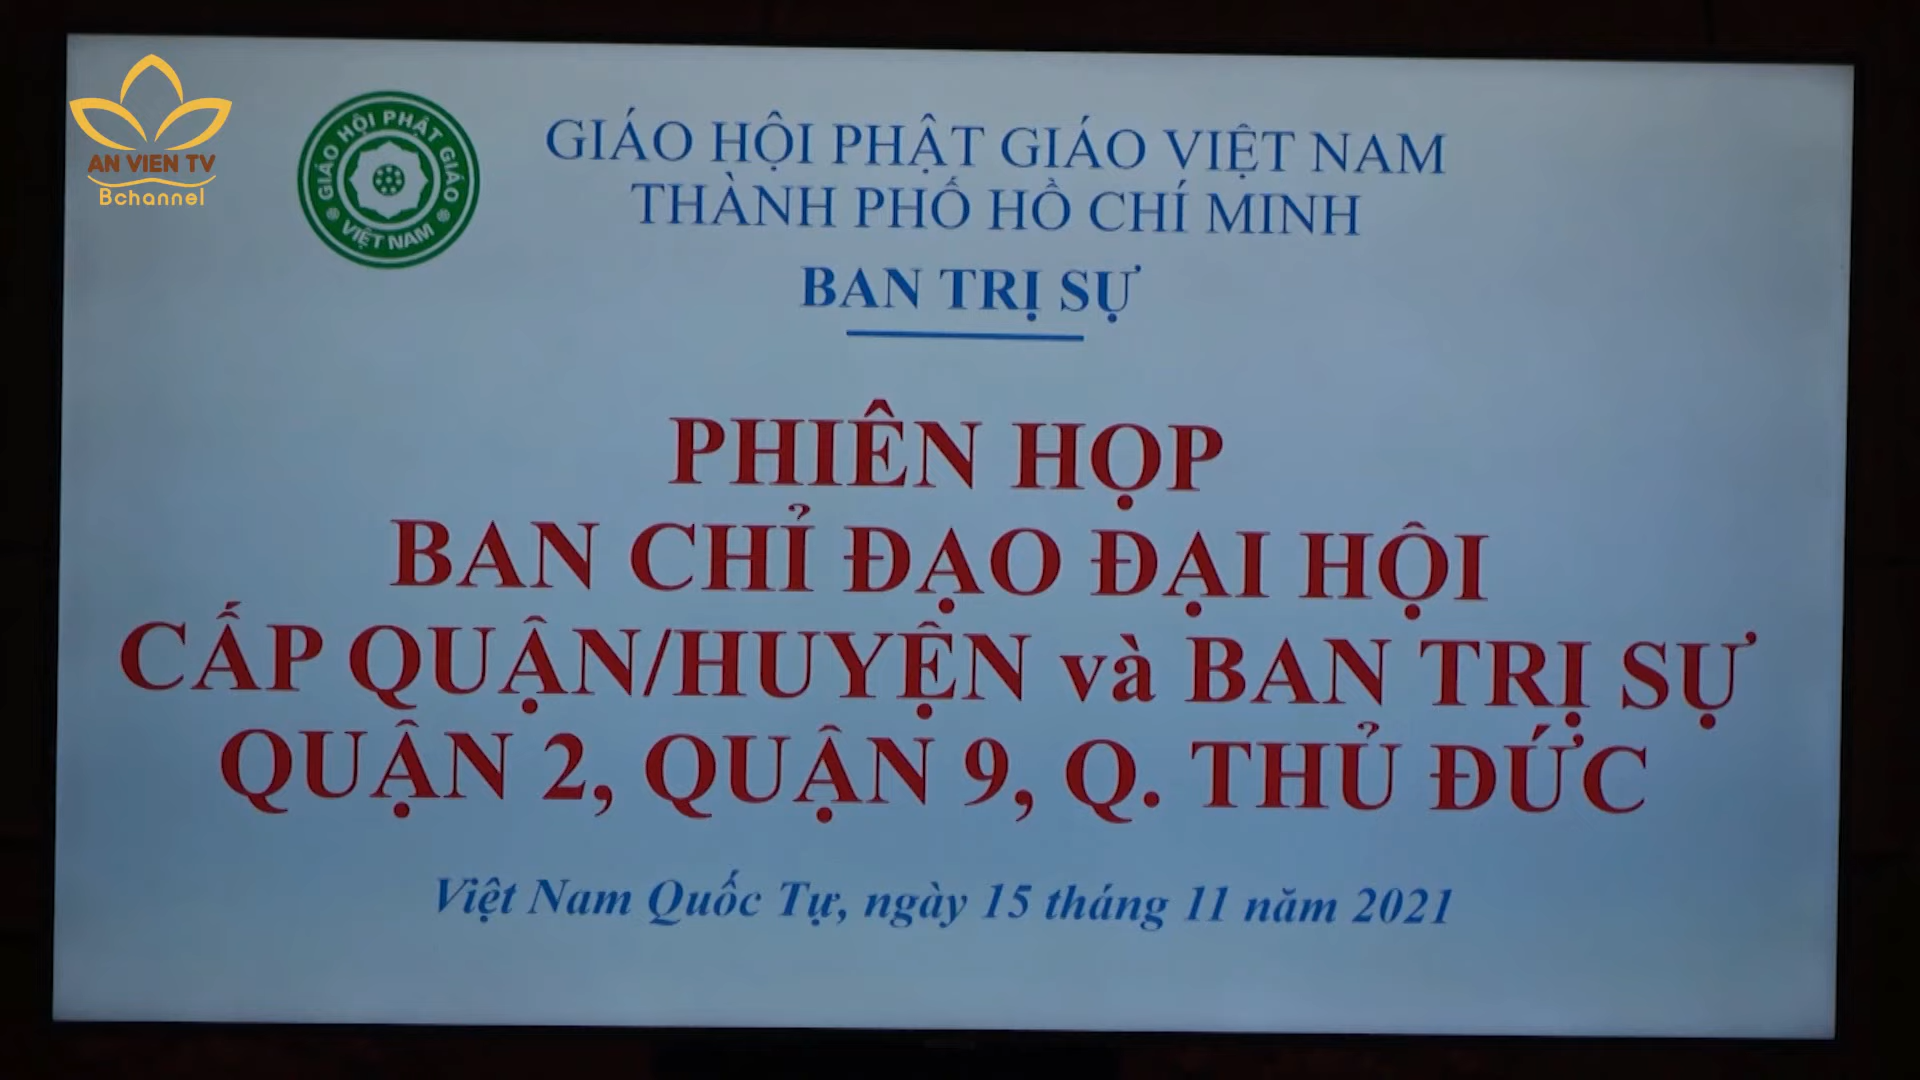 AN VIEN TV
Bchannel
GIÁO HỘI PHẬT GIÁO
VIỆT NAM
GIÁO HỘI PHẬT GIÁO VIỆT NAM
THÀNH PHỐ HỒ CHÍ MINH
BAN TRỊ SỰ
PHIÊN HỌP
BAN CHỈ ĐẠO ĐẠI HỘI
CẤP QUẬN/HUYỆN và BAN TRỊ SỰ
QUẬN 2, QUẬN 9, Q. THỦ ĐỨC
Việt Nam Quốc Tự, ngày 15 tháng 11 năm 2021